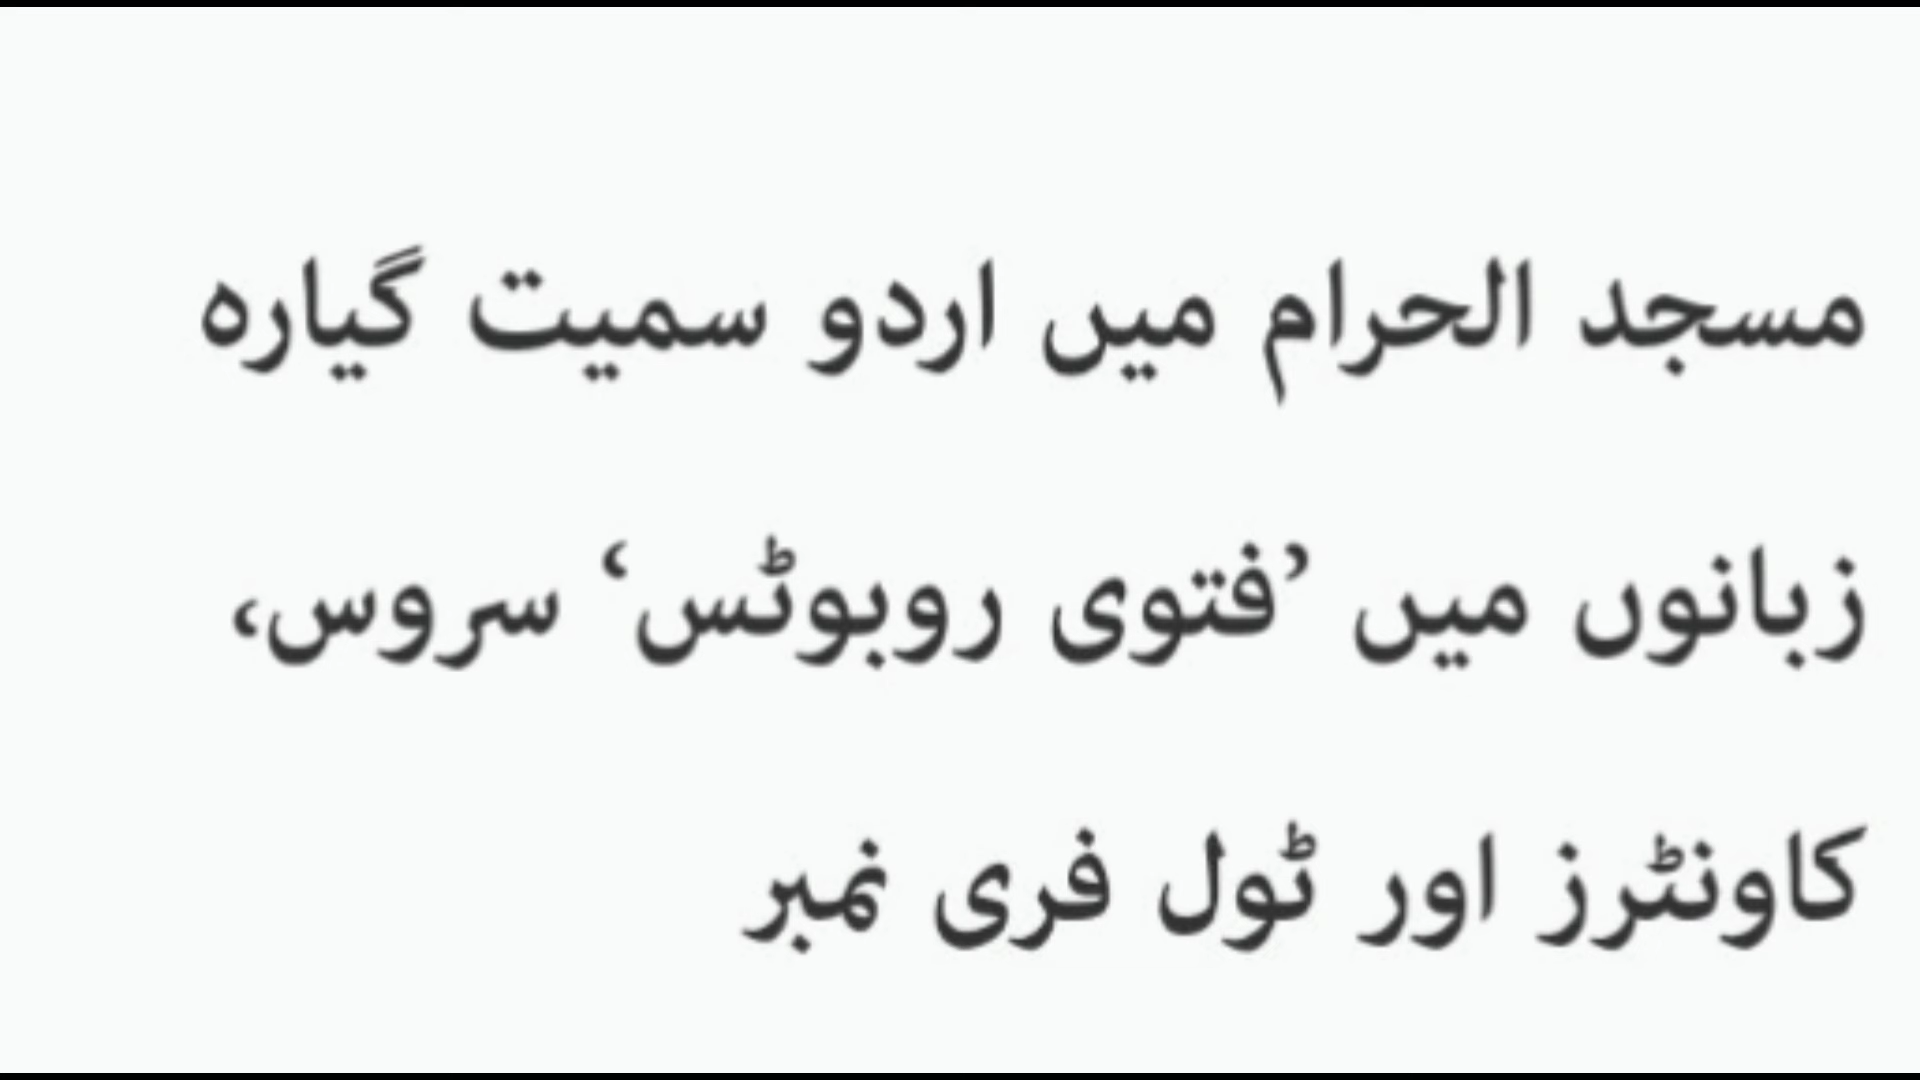 مسجد الحرام میں اردو سمیت گیارہ
زبانوں میں ’فتوی روبوٹس‘ سروس،
کاونٹرز اور ٹول فری نمبر